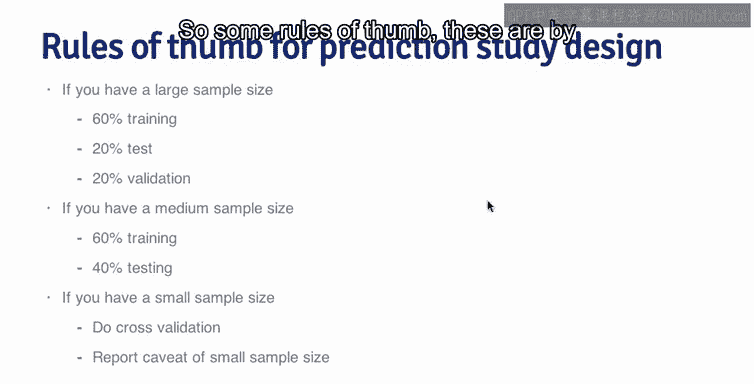 So some rules of thumb, these are by
Rules of thumb for prediction study design
· If you have a large sample size
- 60% training
- 20% test
- 20% validation
· If you have a medium sample size
- 60% training
- 40% testing
· If you have a small sample size
- Do cross validation
- Report caveat of small sample size